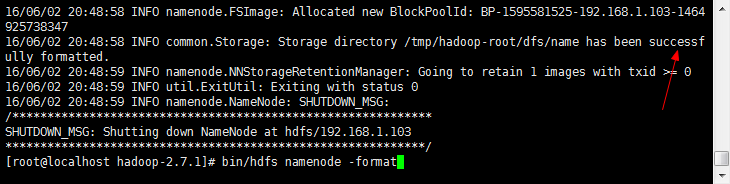 16/06/02 20:48:58 INFO namenode.FSImage: Allocated new BlockPoolId: BP-1595581525-192.168.1.103-1464
925738347
16/06/02 20:48:58 INFO common.Storage: Storage directory /tmp/hadoop-root/dfs/name has been successf
ully formatted.
16/06/02 20:48:59 INFO namenode.NNStorageRetentionManager: Going to retain 1 images with txid >= 0
16/06/02 20:48:59 INFO util.ExitUtil: Exiting with status 0
16/06/02 20:48:59 INFO namenode.NameNode: SHUTDOWN_MSG:
/************************************************************
SHUTDOWN_MSG: Shutting down NameNode at hdfs/192.168.1.103
************************************************************/
[root@localhost hadoop-2.7.1]# bin/hdfs namenode -format